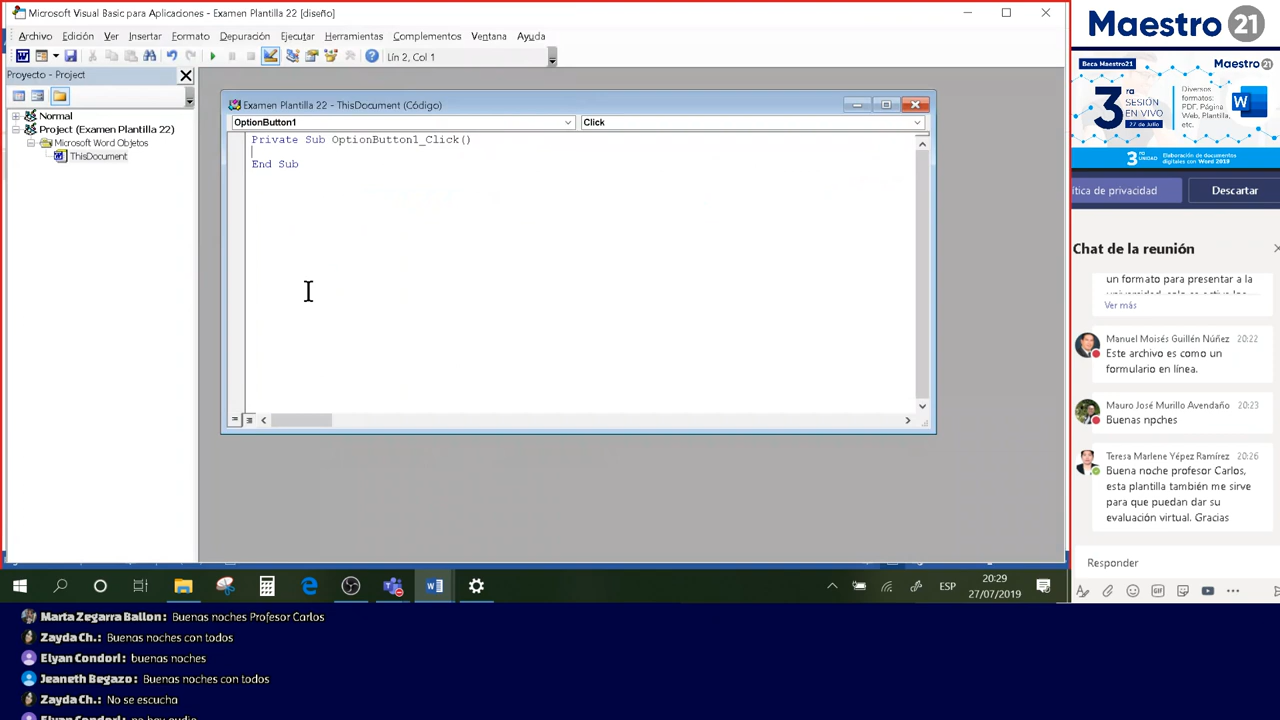 Microsoft Visual Basic para Aplicaciones - Examen Plantilla 22 [diseño]
Archivo Edición Ver Insertar Formato Depuración Ejecutar Herramientas Complementos Ventana Ayuda
Lín 2, Col 1
Proyecto - Project
Normal
Project (Examen Plantilla 22)
Microsoft Word Objetos
ThisDocument
Examen Plantilla 22 - ThisDocument (Código)
OptionButton1 Click
Private Sub OptionButton1_Click()
End Sub
Maestro 21
Beca Maestro21
Maestro 21
3ra
SESIÓN
EN VIVO
27 de Julio
Diversos
formatos:
PDF, Página
Web, Plantilla,
etc.
3ra
UNIDAD
Elaboración de documentos
digitales con Word 2019
ítica de privacidad
Descartar
Chat de la reunión
un formato para presentar a la
Ver más
Manuel Moisés Guillén Núñez 20:22
Este archivo es como un
formulario en línea.
Mauro José Murillo Avendaño 20:23
Buenas npches
Teresa Marlene Yépez Ramírez 20:26
Buena noche profesor Carlos,
esta plantilla también me sirve
para que puedan dar su
evaluación virtual. Gracias
Responder
ESP
20:29
27/07/2019
Marta Zegarra Ballon: Buenas noches Profesor Carlos
Zayda Ch.: Buenas noches con todos
Elyan Condori: buenas noches
Jeaneth Begazo: Buenas noches con todos
Zayda Ch.: No se escucha
Elyan Condori: no hay audio